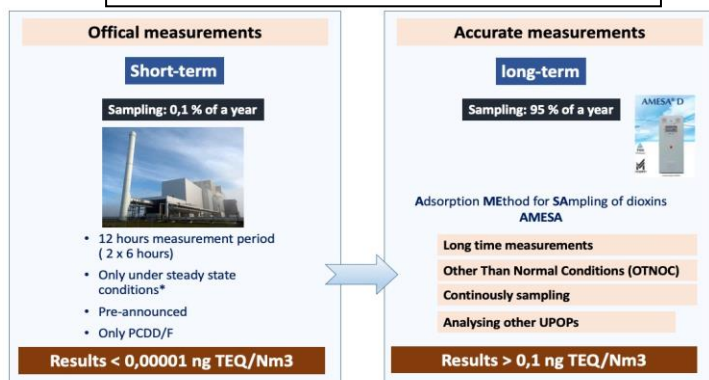 Offical measurements
Short-term
Sampling: 0,1 % of a year
• 12 hours measurement period
( 2 x 6 hours)
• Only under steady state
conditions*
• Pre-announced
• Only PCDD/F
Results < 0,00001 ng TEQ/Nm3
Accurate measurements
long-term
Sampling: 95 % of a year
AMESA® D
Adsorption MEthod for SAmpling of dioxins
AMESA
Long time measurements
Other Than Normal Conditions (OTNOC)
Continously sampling
Analysing other UPOPs
Results > 0,1 ng TEQ/Nm3